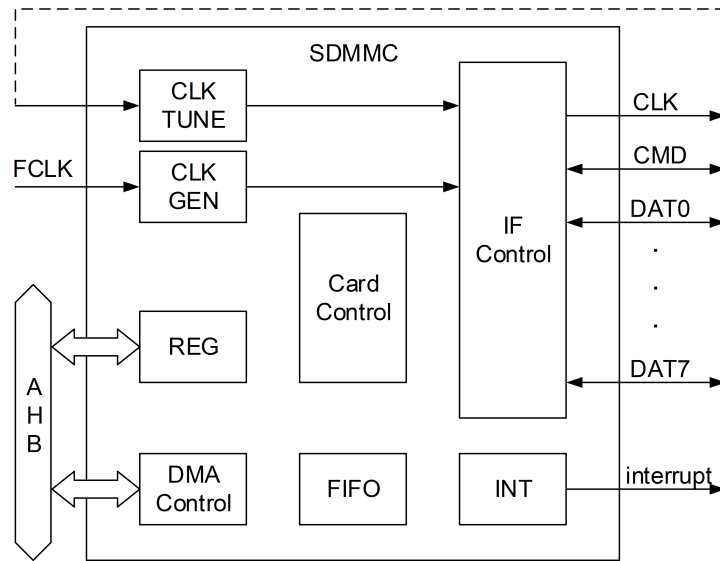 SDMMC
CLK
TUNE
CLK
CMD
FCLK
CLK
GEN
DAT0
IF
Control
.
.
.
Card
Control
REG
DAT7
A
H
B
DMA
Control
FIFO
INT
interrupt